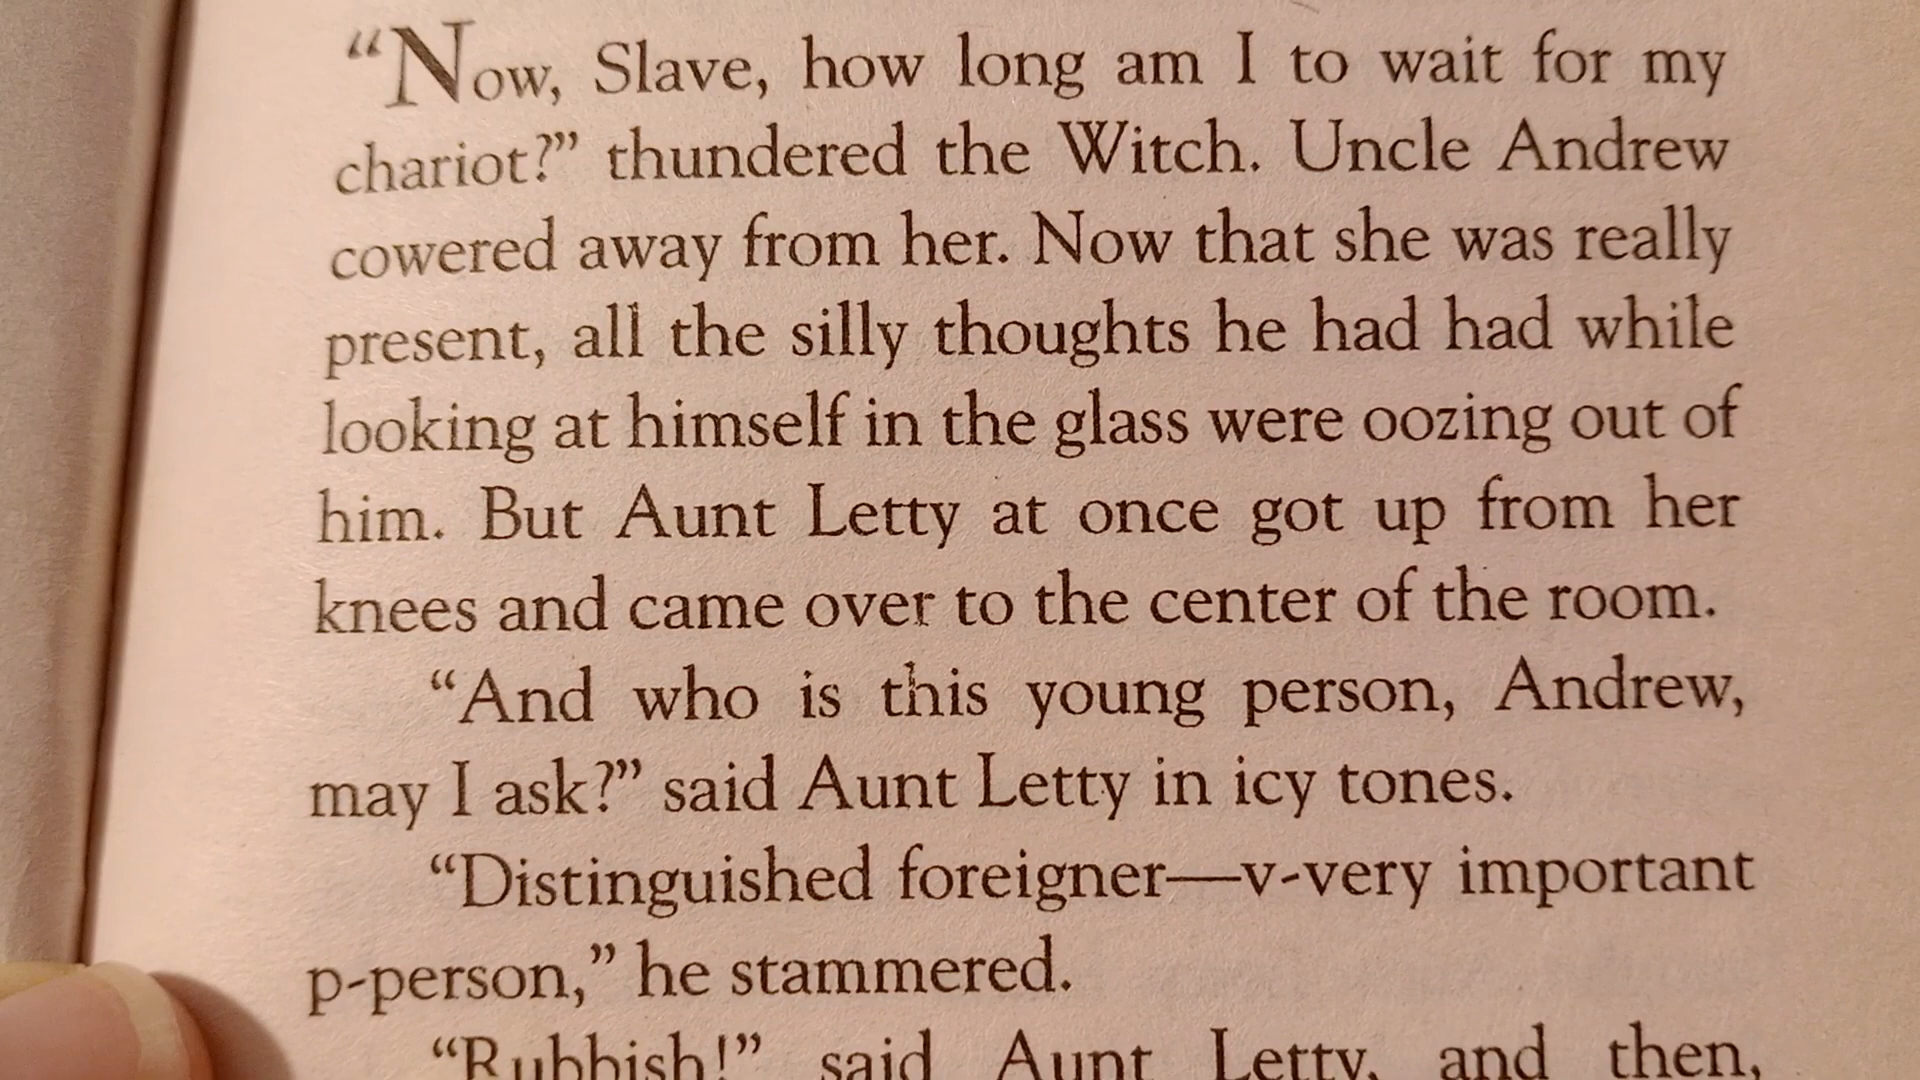 “Now, Slave, how long am I to wait for my
chariot?” thundered the Witch. Uncle Andrew
cowered away from her. Now that she was really
present, all the silly thoughts he had had while
looking at himself in the glass were oozing out of
him. But Aunt Letty at once got up from her
knees and came over to the center of the room.
“And who is this young person, Andrew,
may I ask?” said Aunt Letty in icy tones.
“Distinguished foreigner—v-very important
p-person,” he stammered.
“Rubbish!” said Aunt Letty, and then,